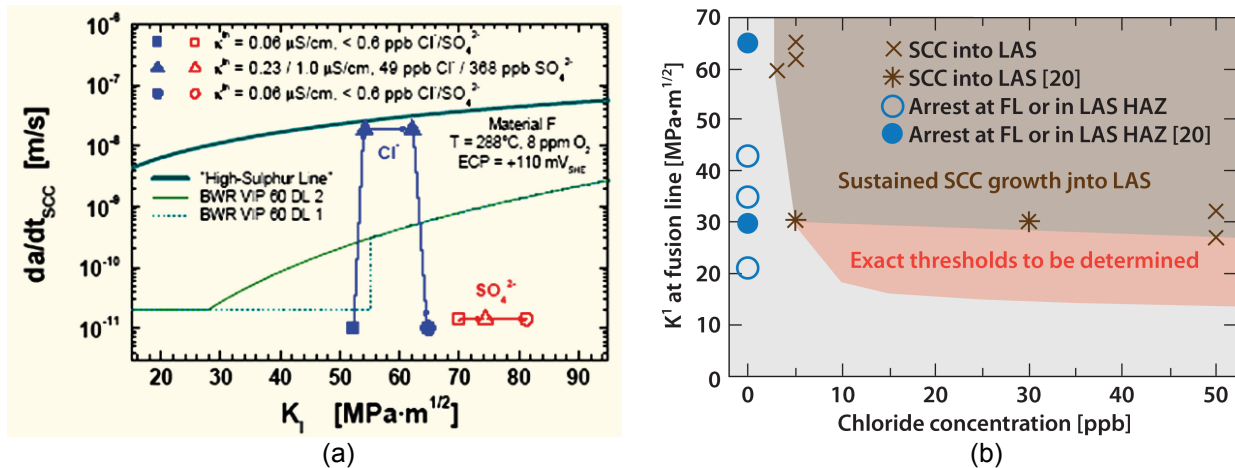 10⁻⁶
10⁻⁷
10⁻⁸
10⁻⁹
10⁻¹⁰
10⁻¹¹
da/dt_SCC [m/s]
κ^th = 0.06 µS/cm, < 0.6 ppb Cl⁻/SO₄²⁻
κ^th = 0.23 / 1.0 µS/cm, 49 ppb Cl⁻ / 368 ppb SO₄²⁻
κ^th = 0.06 µS/cm, < 0.6 ppb Cl⁻/SO₄²⁻
Material F
T = 288°C, 8 ppm O₂
ECP = +110 mV_SHE
Cl⁻
"High-Sulphur Line"
BWR VIP 60 DL 2
BWR VIP 60 DL 1
SO₄²⁻
20 30 40 50 60 70 80 90
K_I [MPa·m^1/2]
(a)
70
60
50
40
30
20
10
0
K¹ at fusion line [MPa·m^1/2]
SCC into LAS
SCC into LAS [20]
Arrest at FL or in LAS HAZ
Arrest at FL or in LAS HAZ [20]
Sustained SCC growth jnto LAS
Exact thresholds to be determined
0 10 20 30 40 50
Chloride concentration [ppb]
(b)